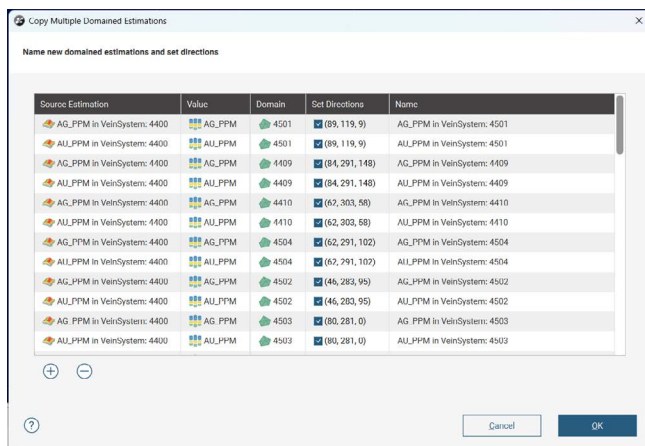 Copy Multiple Domained Estimations
Name new domained estimations and set directions
Source Estimation Value Domain Set Directions Name
AG_PPM in VeinSystem: 4400 AG_PPM 4501 (89, 119, 9) AG_PPM in VeinSystem: 4501
AU_PPM in VeinSystem: 4400 AU_PPM 4501 (89, 119, 9) AU_PPM in VeinSystem: 4501
AG_PPM in VeinSystem: 4400 AG_PPM 4409 (84, 291, 148) AG_PPM in VeinSystem: 4409
AU_PPM in VeinSystem: 4400 AU_PPM 4409 (84, 291, 148) AU_PPM in VeinSystem: 4409
AG_PPM in VeinSystem: 4400 AG_PPM 4410 (62, 303, 58) AG_PPM in VeinSystem: 4410
AU_PPM in VeinSystem: 4400 AU_PPM 4410 (62, 303, 58) AU_PPM in VeinSystem: 4410
AG_PPM in VeinSystem: 4400 AG_PPM 4504 (62, 291, 102) AG_PPM in VeinSystem: 4504
AU_PPM in VeinSystem: 4400 AU_PPM 4504 (62, 291, 102) AU_PPM in VeinSystem: 4504
AG_PPM in VeinSystem: 4400 AG_PPM 4502 (46, 283, 95) AG_PPM in VeinSystem: 4502
AU_PPM in VeinSystem: 4400 AU_PPM 4502 (46, 283, 95) AU_PPM in VeinSystem: 4502
AG_PPM in VeinSystem: 4400 AG_PPM 4503 (80, 281, 0) AG_PPM in VeinSystem: 4503
AU_PPM in VeinSystem: 4400 AU_PPM 4503 (80, 281, 0) AU_PPM in VeinSystem: 4503
Cancel OK